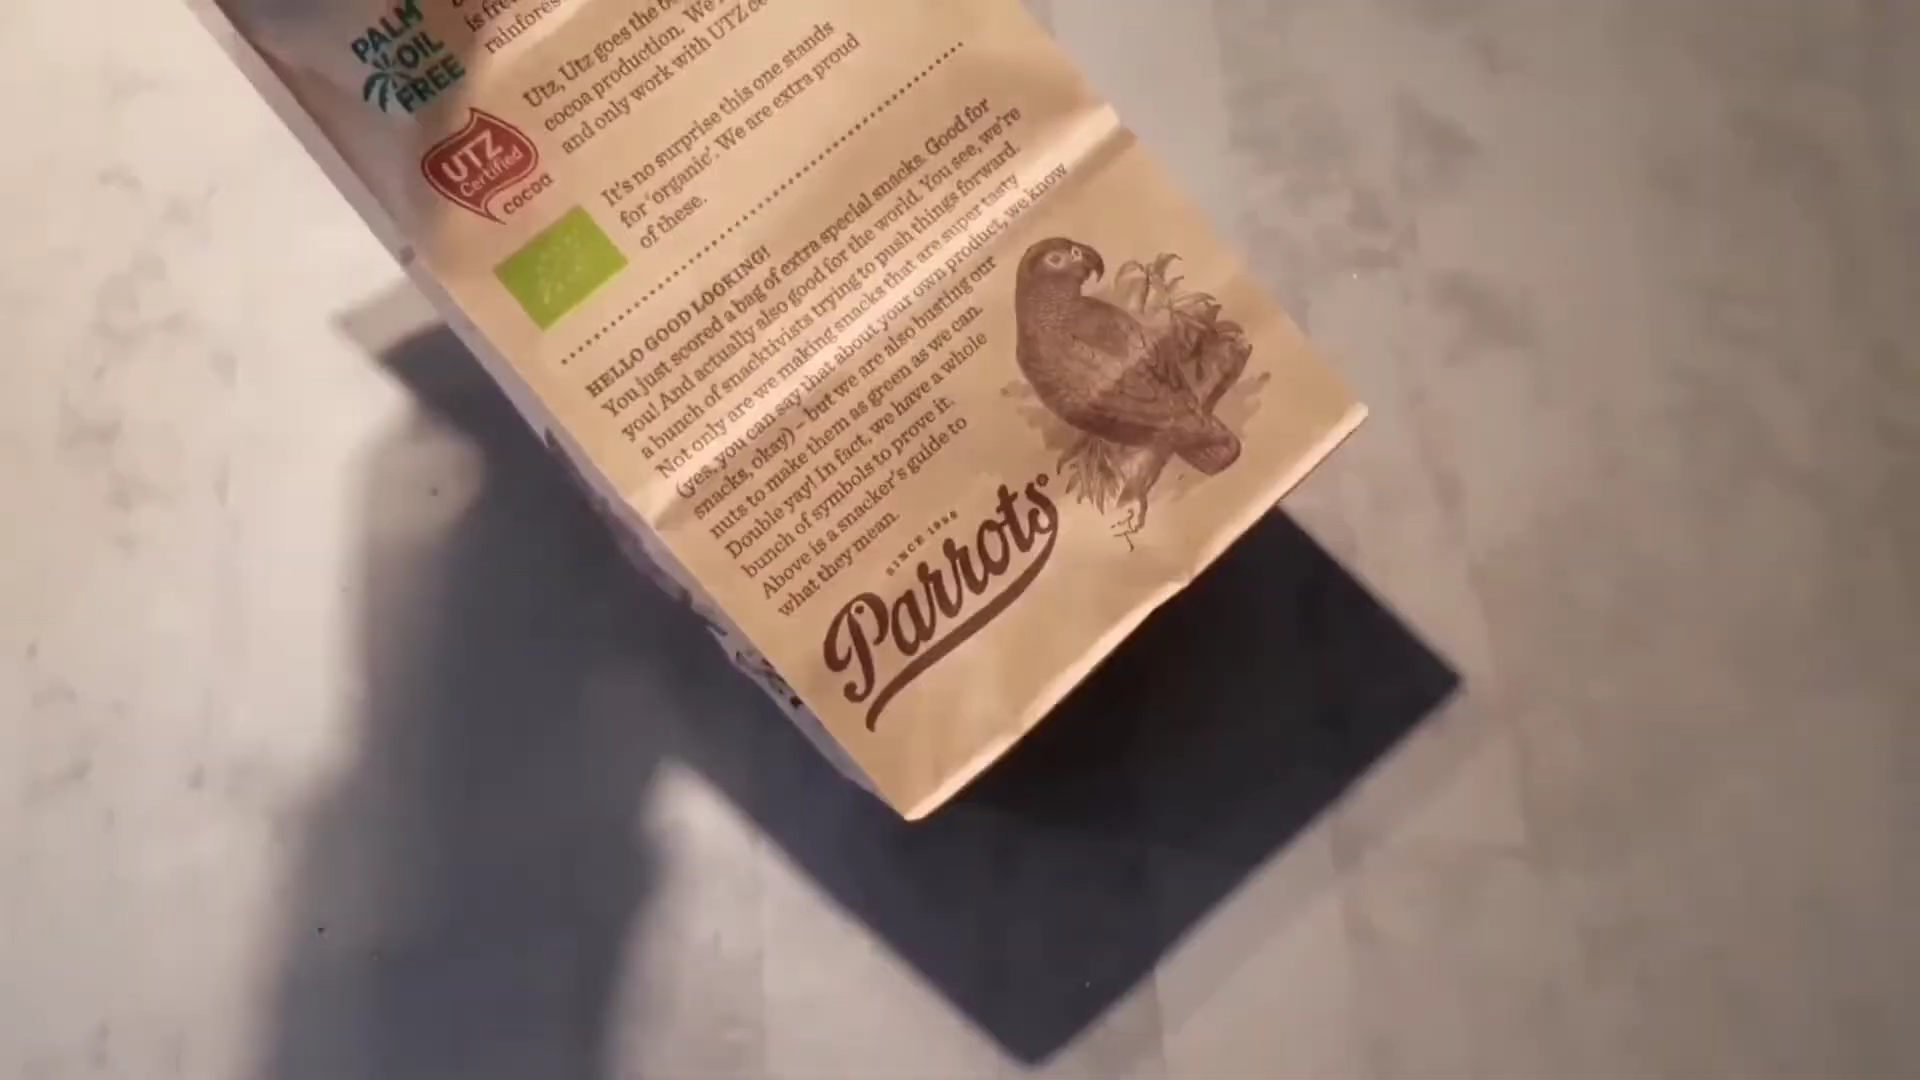 PALM
OIL
FREE
is fre
rainfores
Utz, Utz goes the be
cocoa production. We
and only work with UTZ ce
UTZ
Certified
cocoa
It's no surprise this one stands
for 'organic'. We are extra proud
of these.
HELLO GOOD LOOKING!
You just scored a bag of extra special snacks. Good for
you! And actually also good for the world. You see, we're
a bunch of snacktivists trying to push things forward.
Not only are we making snacks that are super tasty
(yes, you can say that about your own product, we know
snacks, okay) – but we are also busting our
nuts to make them as green as we can.
Double yay! In fact, we have a whole
bunch of symbols to prove it.
Above is a snacker's guide to
what they mean.
SINCE
Parrots